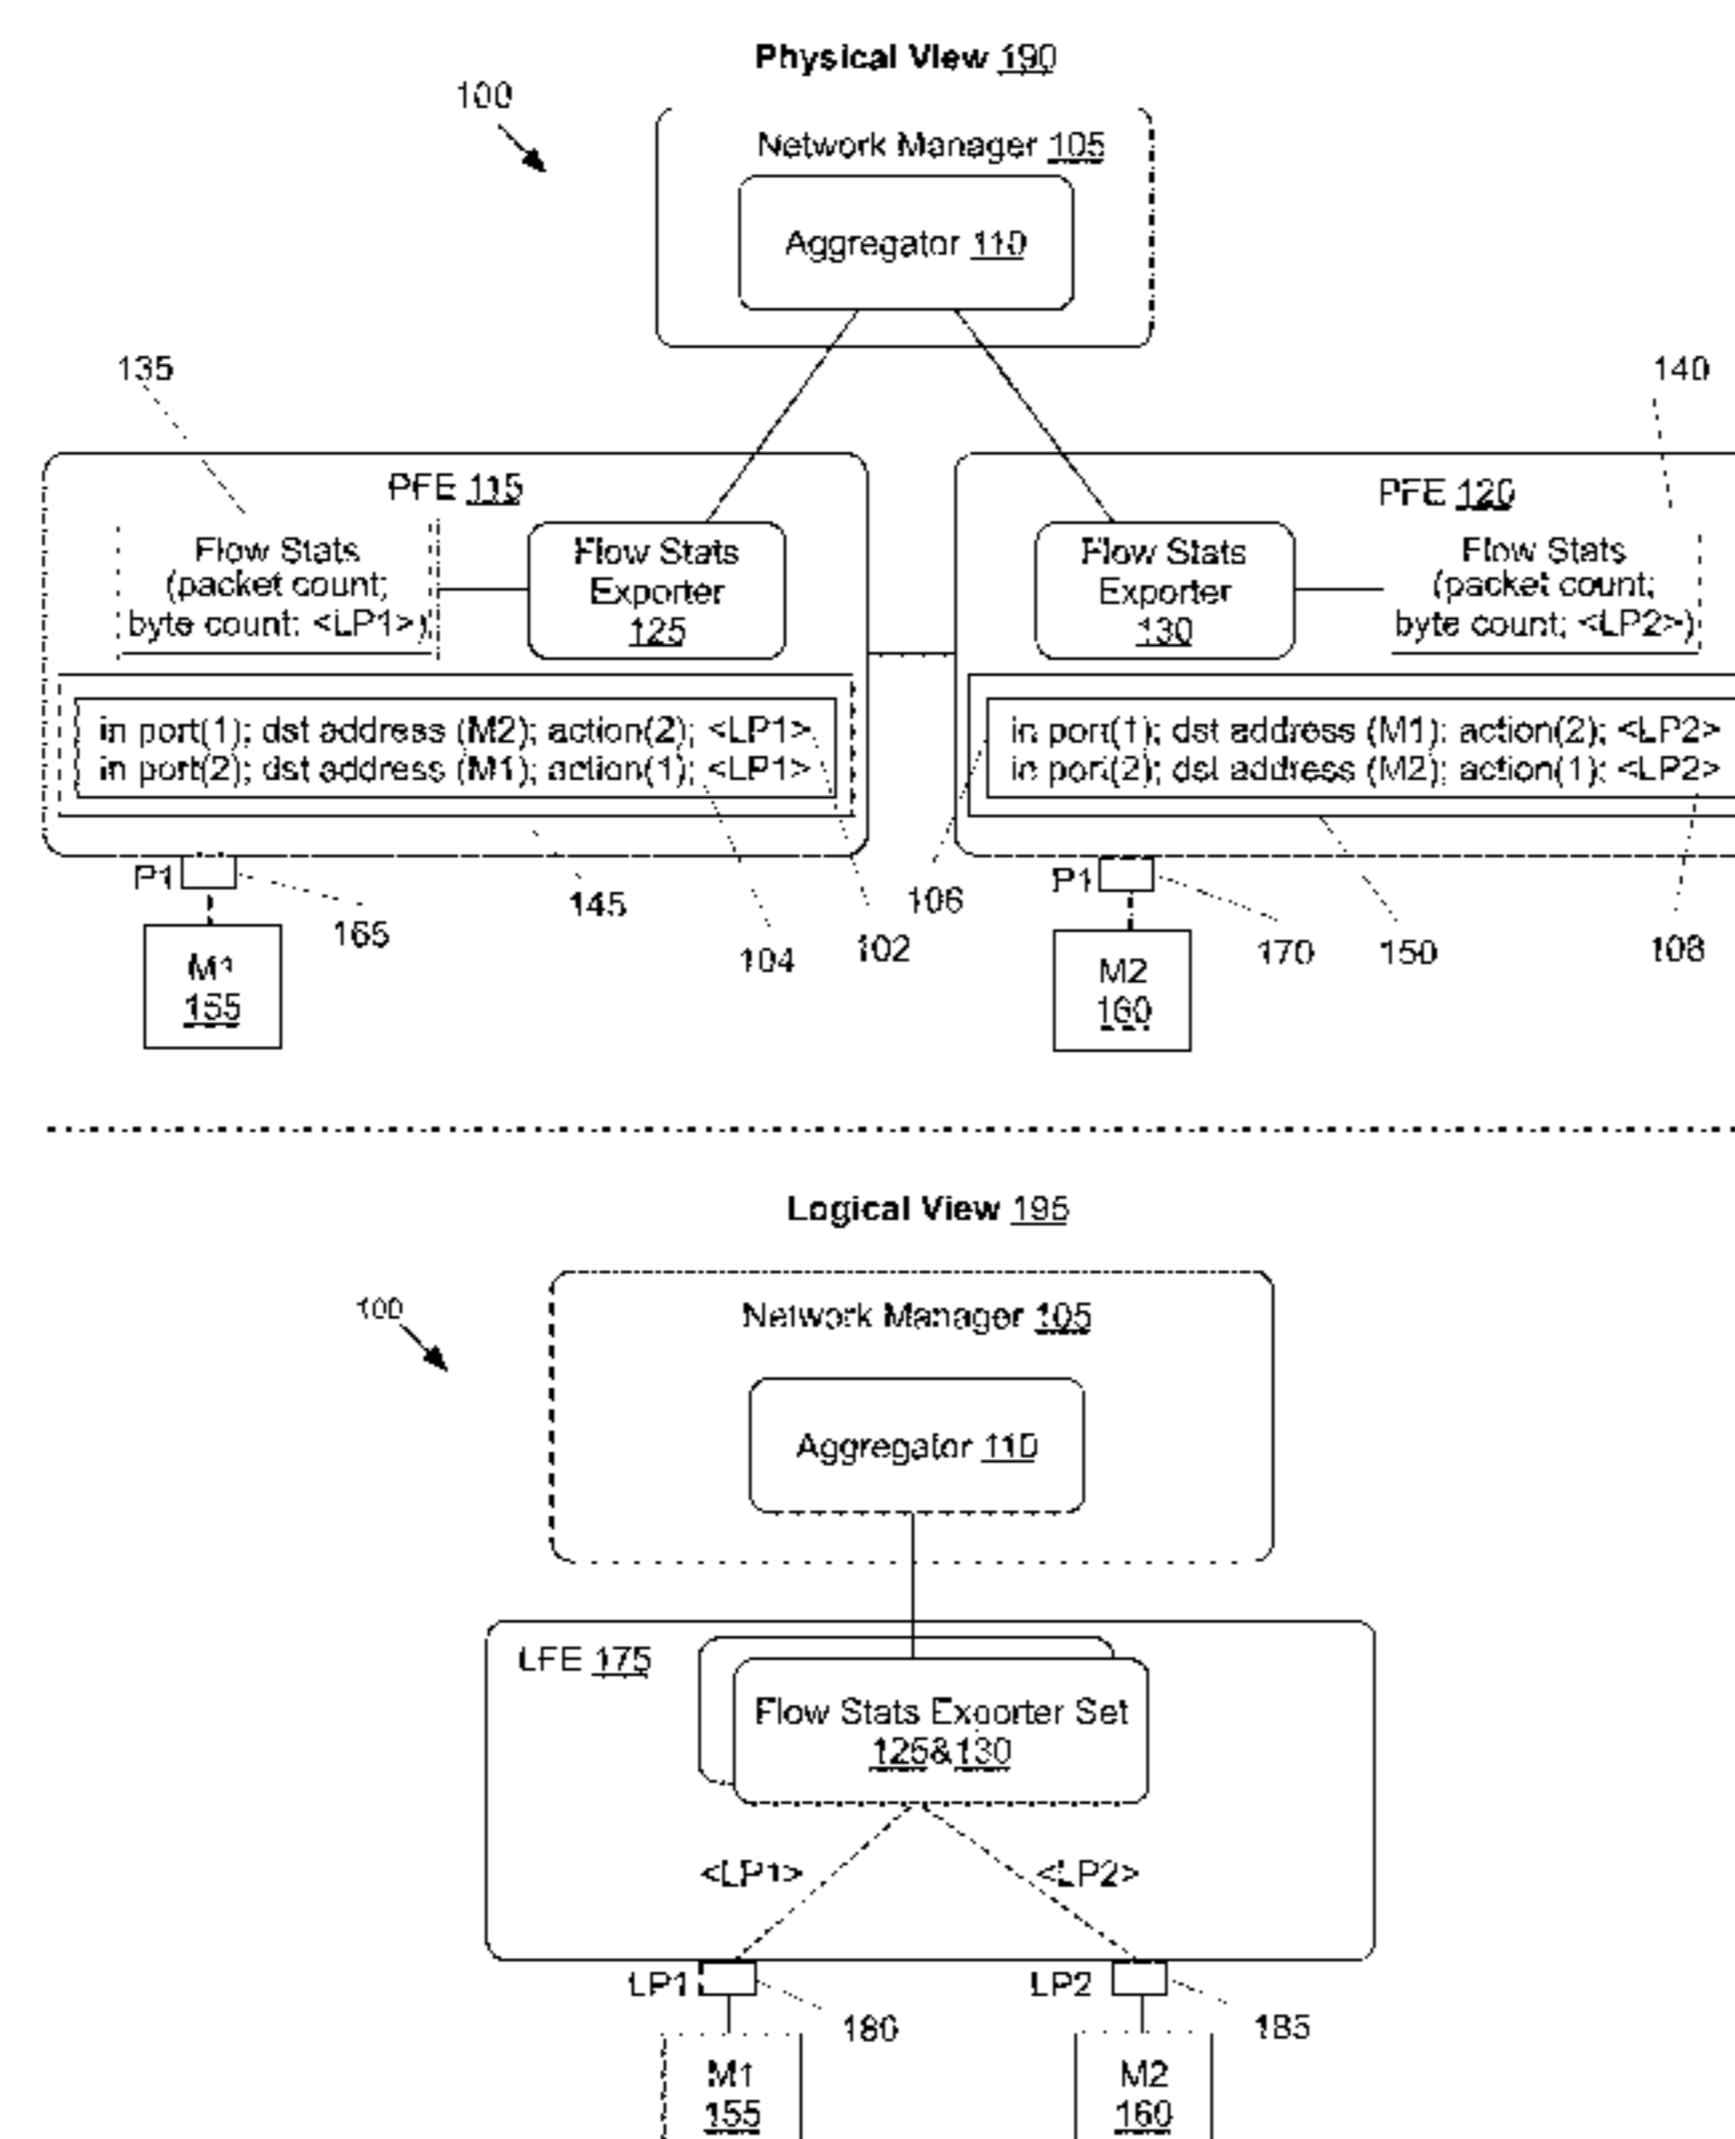 Physical View 190
100
Network Manager 105
Aggregator 110
135
140
PFE 115
PFE 120
Flow Stats
(packet count;
byte count; <LP1>)
Flow Stats
Exporter
125
Flow Stats
Exporter
130
Flow Stats
(packet count;
byte count; <LP2>)
in port(1); dst address (M2); action(2); <LP1>
in port(2); dst address (M1); action(1); <LP1>
in port(1); dst address (M1); action(2); <LP2>
in port(2); dst address (M2); action(1); <LP2>
P1
165
145
104
102
106
P1
170
150
108
M1
155
M2
160
Logical View 195
100
Network Manager 105
Aggregator 110
LFE 175
Flow Stats Exporter Set
125&130
<LP1>
<LP2>
LP1
180
LP2
185
M1
155
M2
160